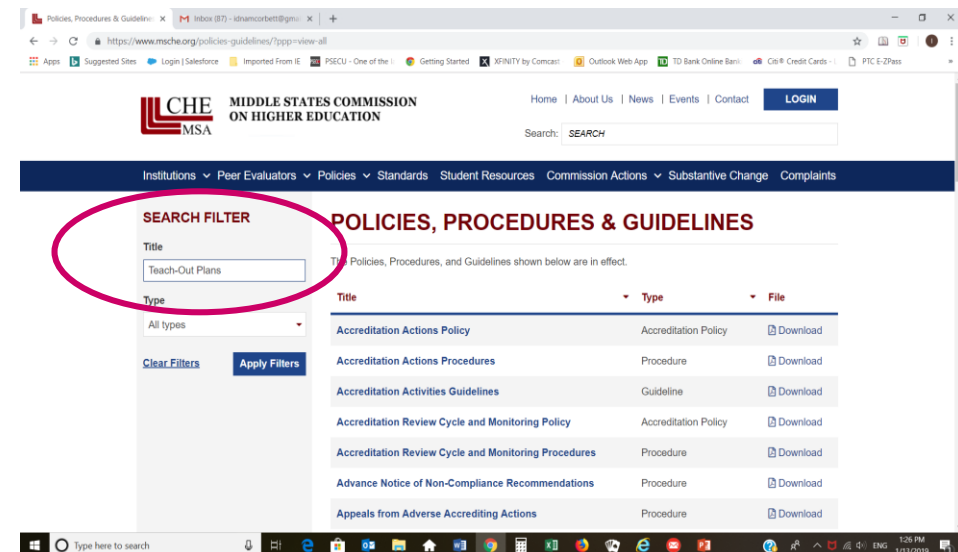 Policies, Procedures & Guideline
Inbox (87) - idnamcorbett@gmai
https://www.msche.org/policies-guidelines/?ppp=view-all
Apps Suggested Sites Login | Salesforce Imported From IE PSECU - One of the Getting Started XFINITY by Comcast Outlook Web App TD Bank Online Bank Citi® Credit Cards - PTC E-ZPass »
CHE
MSA
MIDDLE STATES COMMISSION
ON HIGHER EDUCATION
Home | About Us | News | Events | Contact LOGIN
Search: SEARCH
Institutions Peer Evaluators Policies Standards Student Resources Commission Actions Substantive Change Complaints
SEARCH FILTER
Title
Teach-Out Plans
Type
All types
Clear Filters Apply Filters
POLICIES, PROCEDURES & GUIDELINES
The Policies, Procedures, and Guidelines shown below are in effect.
Title Type File
Accreditation Actions Policy Accreditation Policy Download
Accreditation Actions Procedures Procedure Download
Accreditation Activities Guidelines Guideline Download
Accreditation Review Cycle and Monitoring Policy Accreditation Policy Download
Accreditation Review Cycle and Monitoring Procedures Procedure Download
Advance Notice of Non-Compliance Recommendations Procedure Download
Appeals from Adverse Accrediting Actions Procedure Download
Type here to search
ENG
1:26 PM
1/13/2019